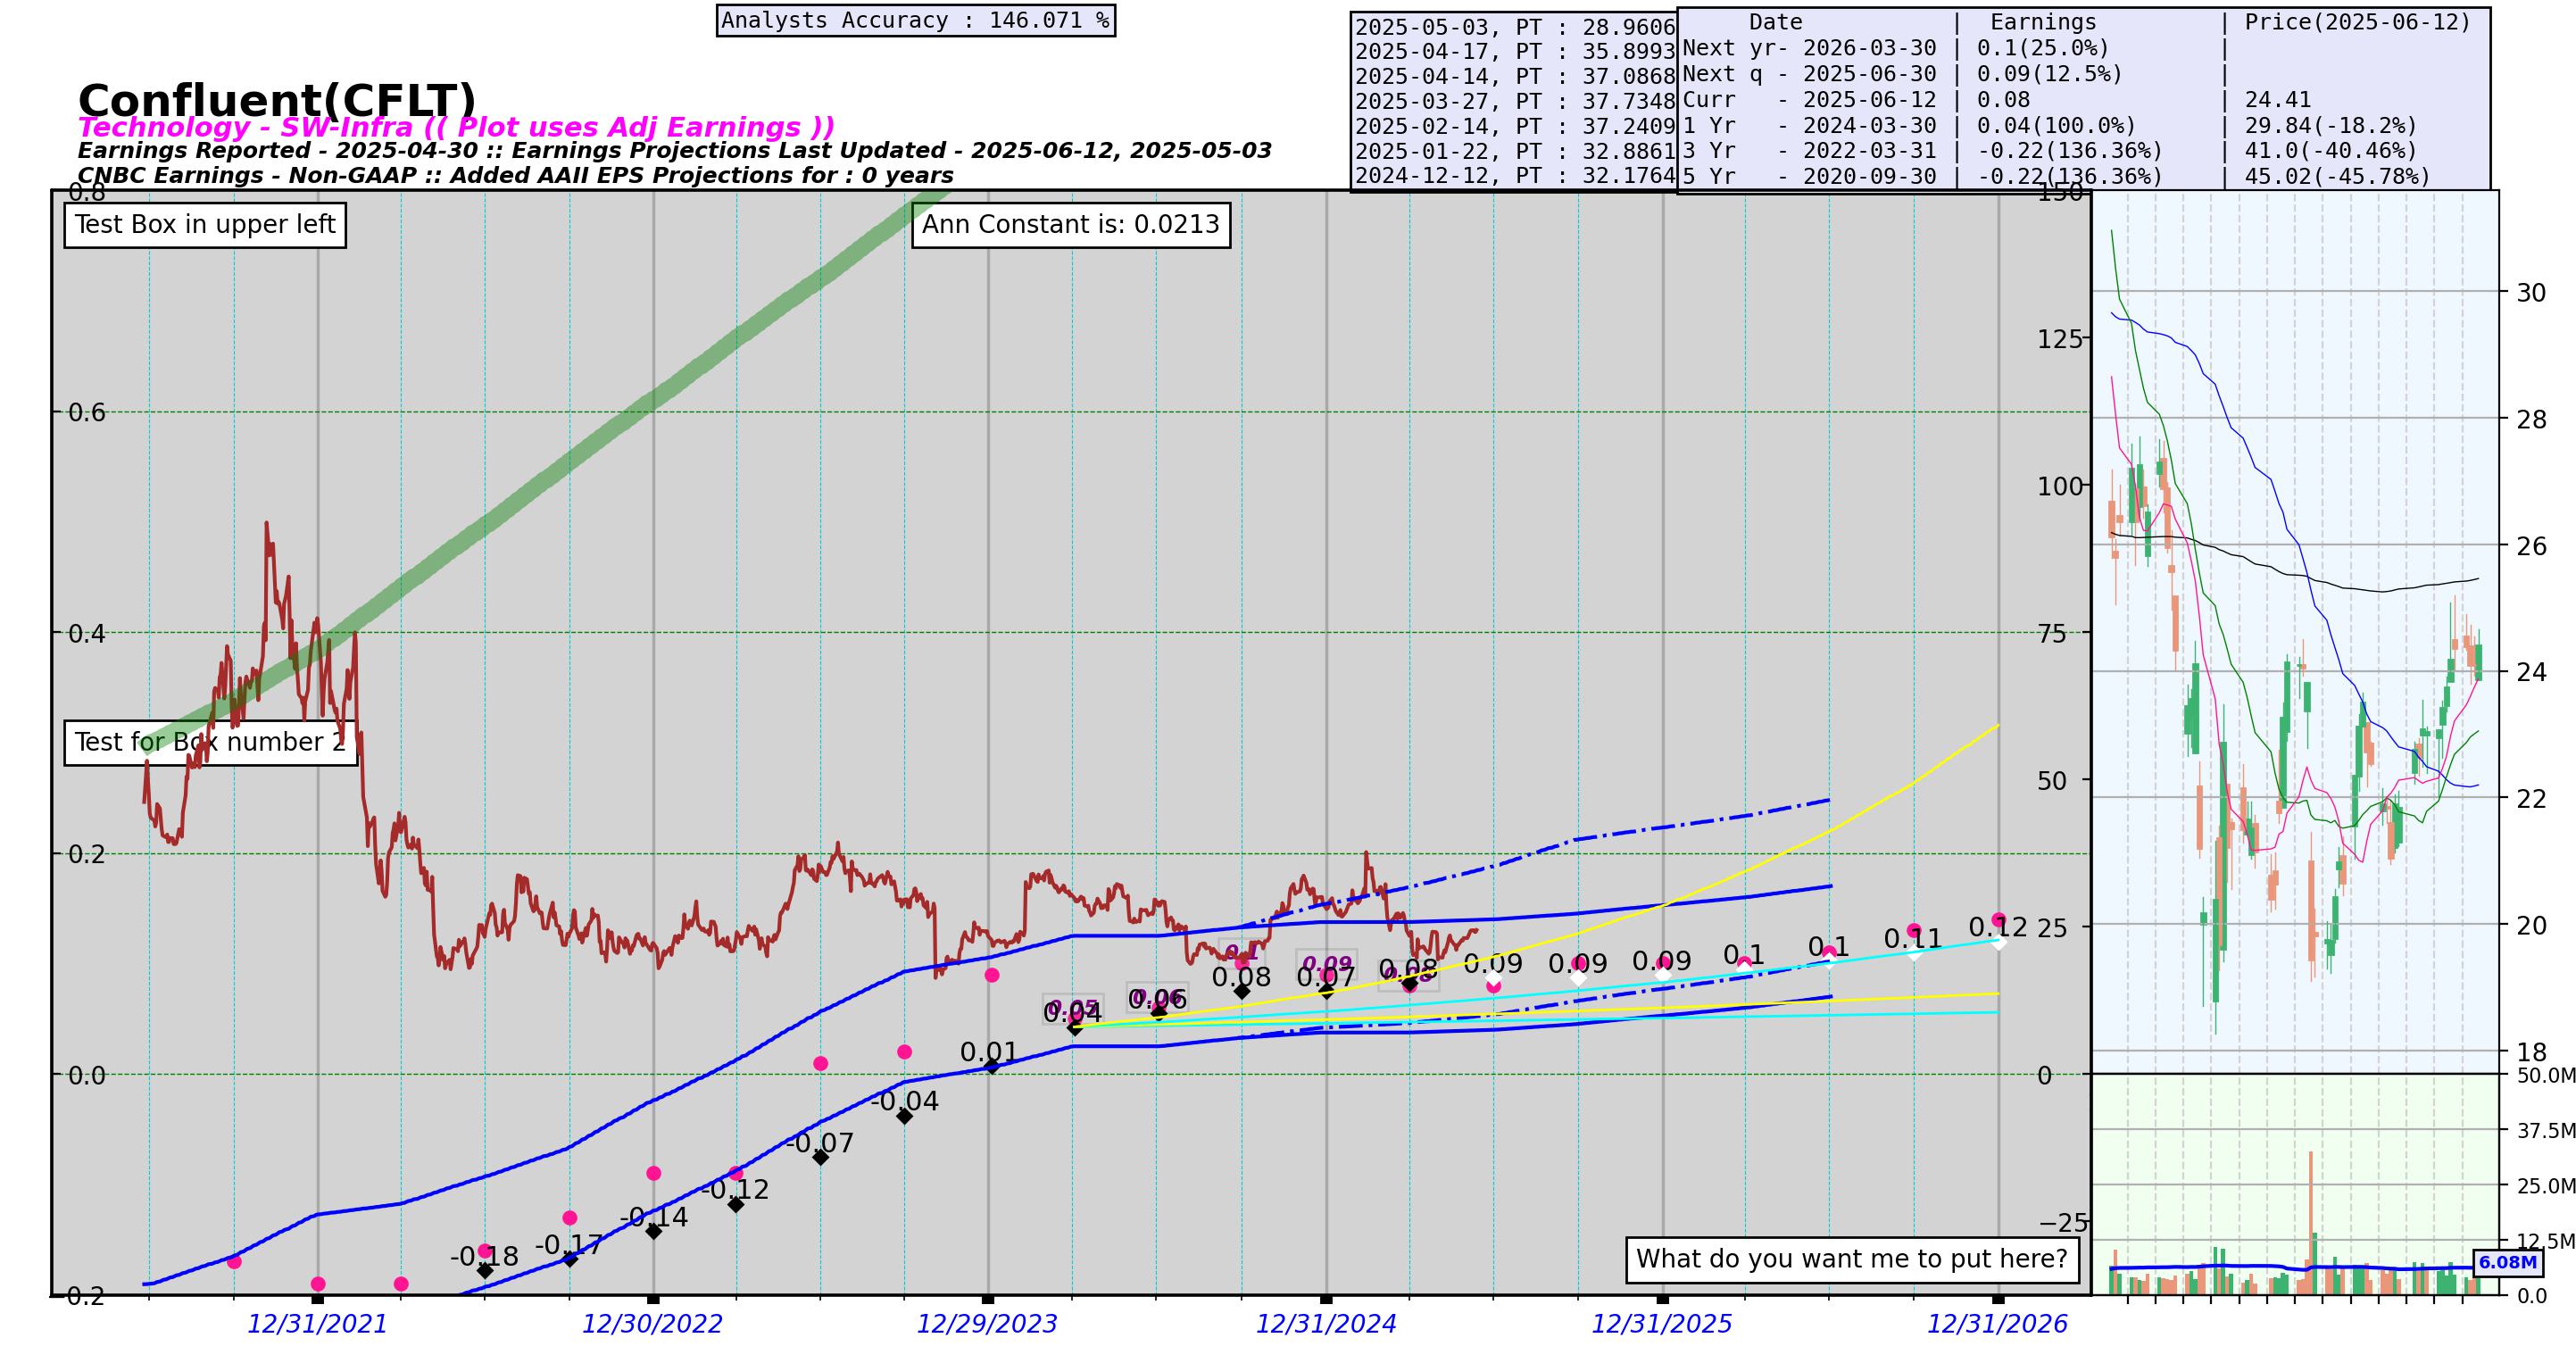 Analysts Accuracy : 146.071 %
2025-05-03, PT : 28.9606
2025-04-17, PT : 35.8993
2025-04-14, PT : 37.0868
2025-03-27, PT : 37.7348
2025-02-14, PT : 37.2409
2025-01-22, PT : 32.8861
2024-12-12, PT : 32.1764
Date | Earnings | Price(2025-06-12)
Next yr- 2026-03-30 | 0.1(25.0%) |
Next q - 2025-06-30 | 0.09(12.5%) |
Curr - 2025-06-12 | 0.08 | 24.41
1 Yr - 2024-03-30 | 0.04(100.0%) | 29.84(-18.2%)
3 Yr - 2022-03-31 | -0.22(136.36%) | 41.0(-40.46%)
5 Yr - 2020-09-30 | -0.22(136.36%) | 45.02(-45.78%)
Confluent(CFLT)
Technology - SW-Infra (( Plot uses Adj Earnings ))
Earnings Reported - 2025-04-30 :: Earnings Projections Last Updated - 2025-06-12, 2025-05-03
CNBC Earnings - Non-GAAP :: Added AAII EPS Projections for : 0 years
Test Box in upper left
Ann Constant is: 0.0213
Test for Box number 2
What do you want me to put here?
0.8
0.6
0.4
0.2
0.0
−0.2
150
125
100
75
50
25
0
−25
30
28
26
24
22
20
18
50.0M
37.5M
25.0M
12.5M
0.0
6.08M
-0.18
-0.17
-0.14
-0.12
-0.07
-0.04
0.01
0.05
0.04
0.06
0.1
0.08
0.09
0.07
0.08
0.09
0.09
0.09
0.1
0.1
0.11
0.12
12/31/2021
12/30/2022
12/29/2023
12/31/2024
12/31/2025
12/31/2026